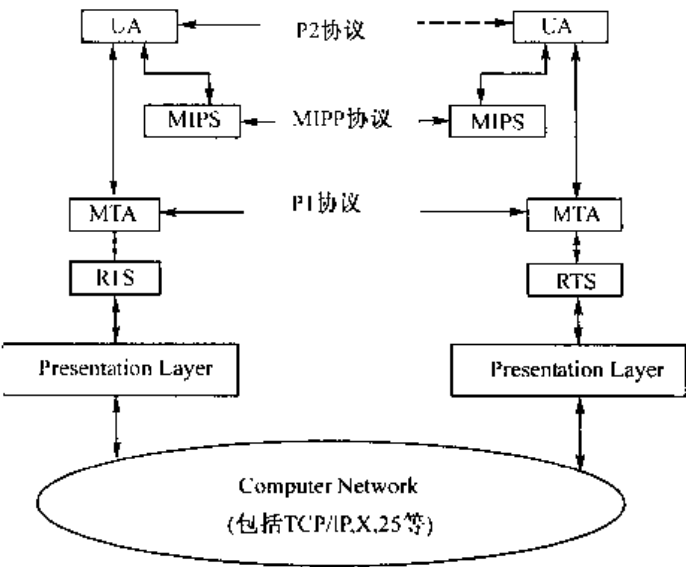 UA
P2协议
UA
MIPS
MIPP协议
MIPS
MTA
P1协议
MTA
RTS
RTS
Presentation Layer
Presentation Layer
Computer Network
(包括TCP/IP,X,25等)